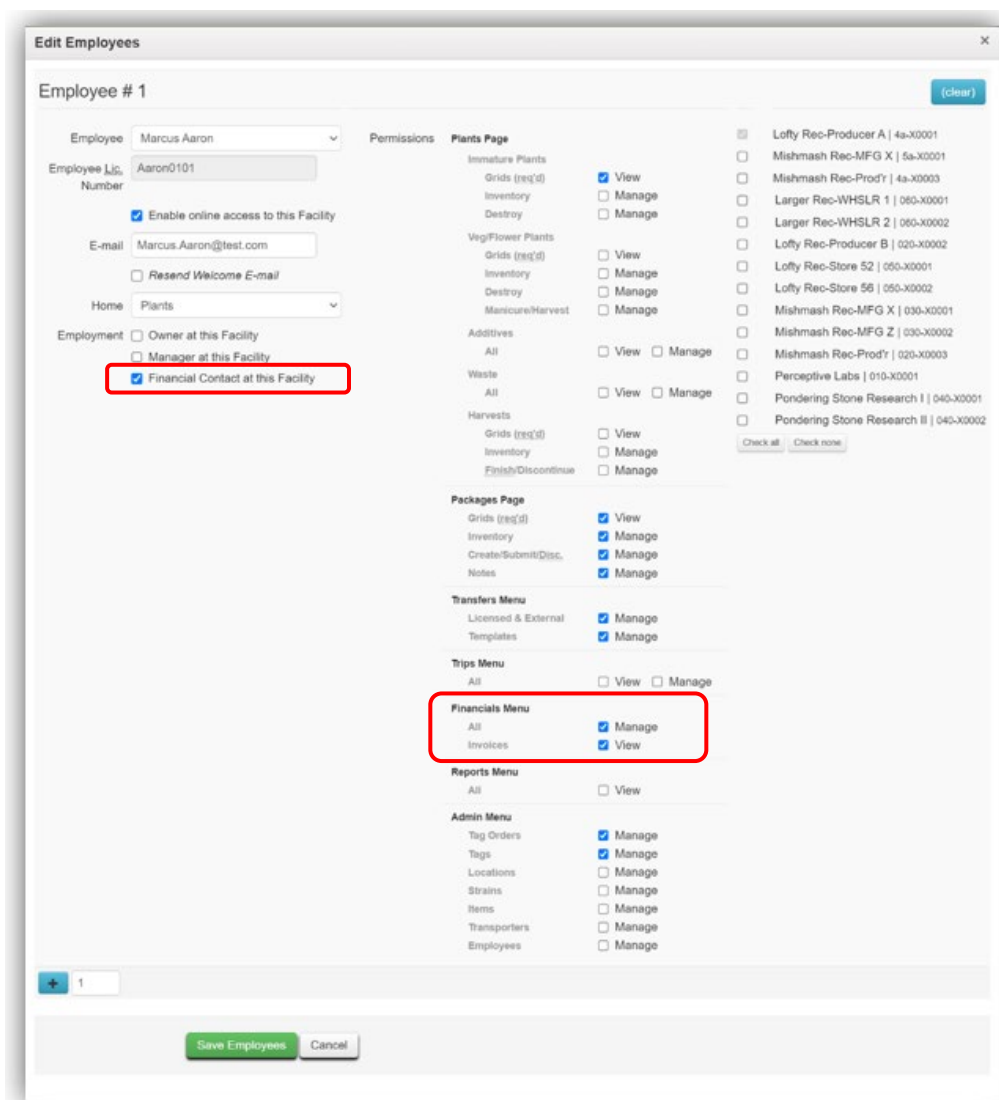 Edit Employees ×
Employee # 1 (clear)
Employee Marcus Aaron
Employee Lic. Number Aaron0101
Enable online access to this Facility
E-mail Marcus.Aaron@test.com
Resend Welcome E-mail
Home Plants
Employment Owner at this Facility
Manager at this Facility
Financial Contact at this Facility
Permissions Plants Page
Immature Plants
Grids (req'd) View
Inventory Manage
Destroy Manage
Veg/Flower Plants
Grids (req'd) View
Inventory Manage
Destroy Manage
Manicure/Harvest Manage
Additives
All View Manage
Waste
All View Manage
Harvests
Grids (req'd) View
Inventory Manage
Finish/Discontinue Manage
Packages Page
Grids (req'd) View
Inventory Manage
Create/Submit/Disc. Manage
Notes Manage
Transfers Menu
Licensed & External Manage
Templates Manage
Trips Menu
All View Manage
Financials Menu
All Manage
Invoices View
Reports Menu
All View
Admin Menu
Tag Orders Manage
Tags Manage
Locations Manage
Strains Manage
Items Manage
Transporters Manage
Employees Manage
Lofty Rec-Producer A | 4a-X0001
Mishmash Rec-MFG X | 5a-X0001
Mishmash Rec-Prod'r | 4a-X0003
Larger Rec-WHSLR 1 | 060-X0001
Larger Rec-WHSLR 2 | 060-X0002
Lofty Rec-Producer B | 020-X0002
Lofty Rec-Store 52 | 050-X0001
Lofty Rec-Store 56 | 050-X0002
Mishmash Rec-MFG X | 030-X0001
Mishmash Rec-MFG Z | 030-X0002
Mishmash Rec-Prod'r | 020-X0003
Perceptive Labs | 010-X0001
Pondering Stone Research I | 040-X0001
Pondering Stone Research II | 040-X0002
Check all Check none
+ 1
Save Employees Cancel